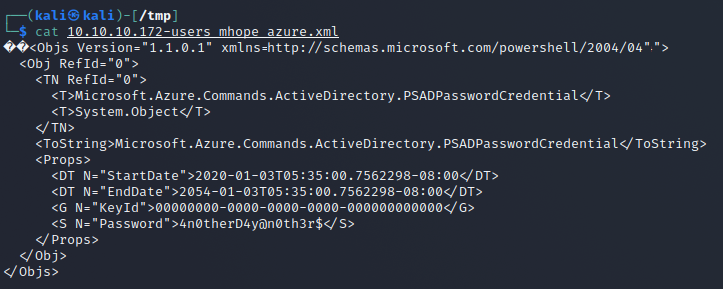 ┌──(kali㉿kali)-[/tmp]
└─$ cat 10.10.10.172-users_mhope_azure.xml
��<Objs Version="1.1.0.1" xmlns=http://schemas.microsoft.com/powershell/2004/04"·">
<Obj RefId="0">
<TN RefId="0">
<T>Microsoft.Azure.Commands.ActiveDirectory.PSADPasswordCredential</T>
<T>System.Object</T>
</TN>
<ToString>Microsoft.Azure.Commands.ActiveDirectory.PSADPasswordCredential</ToString>
<Props>
<DT N="StartDate">2020-01-03T05:35:00.7562298-08:00</DT>
<DT N="EndDate">2054-01-03T05:35:00.7562298-08:00</DT>
<G N="KeyId">00000000-0000-0000-0000-000000000000</G>
<S N="Password">4n0therD4y@n0th3r$</S>
</Props>
</Obj>
</Objs>